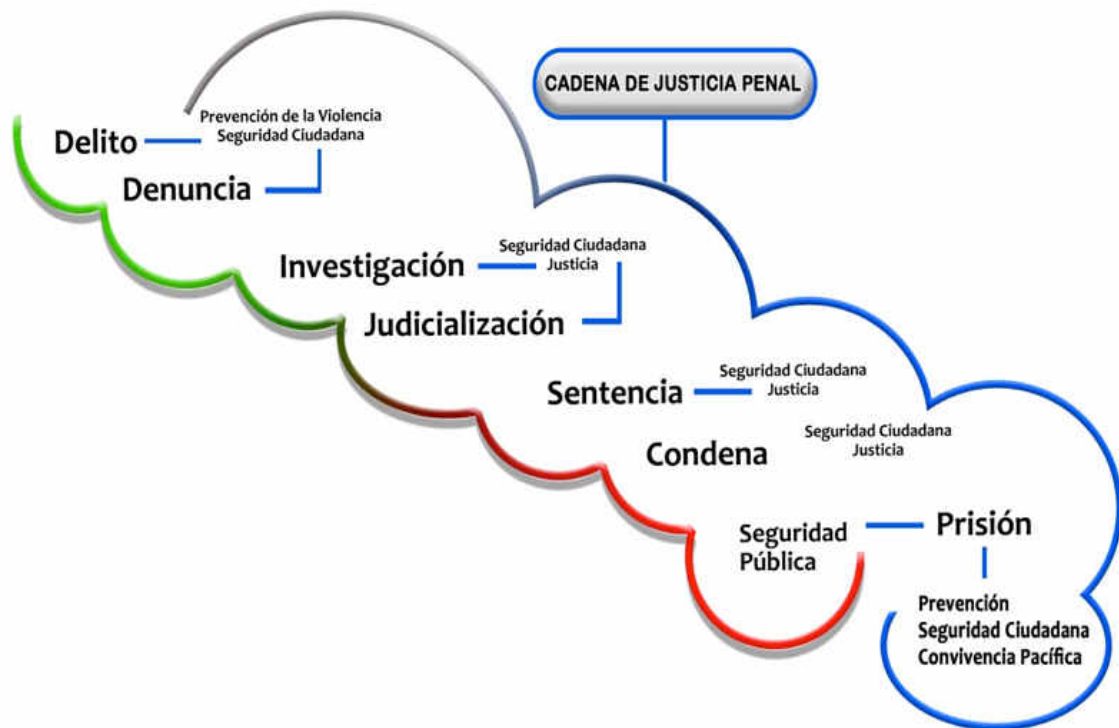 CADENA DE JUSTICIA PENAL
Prevención de la Violencia
Seguridad Ciudadana
Delito
Denuncia
Seguridad Ciudadana
Justicia
Investigación
Judicialización
Seguridad Ciudadana
Justicia
Sentencia
Seguridad Ciudadana
Justicia
Condena
Seguridad
Pública
Prisión
Prevención
Seguridad Ciudadana
Convivencia Pacífica